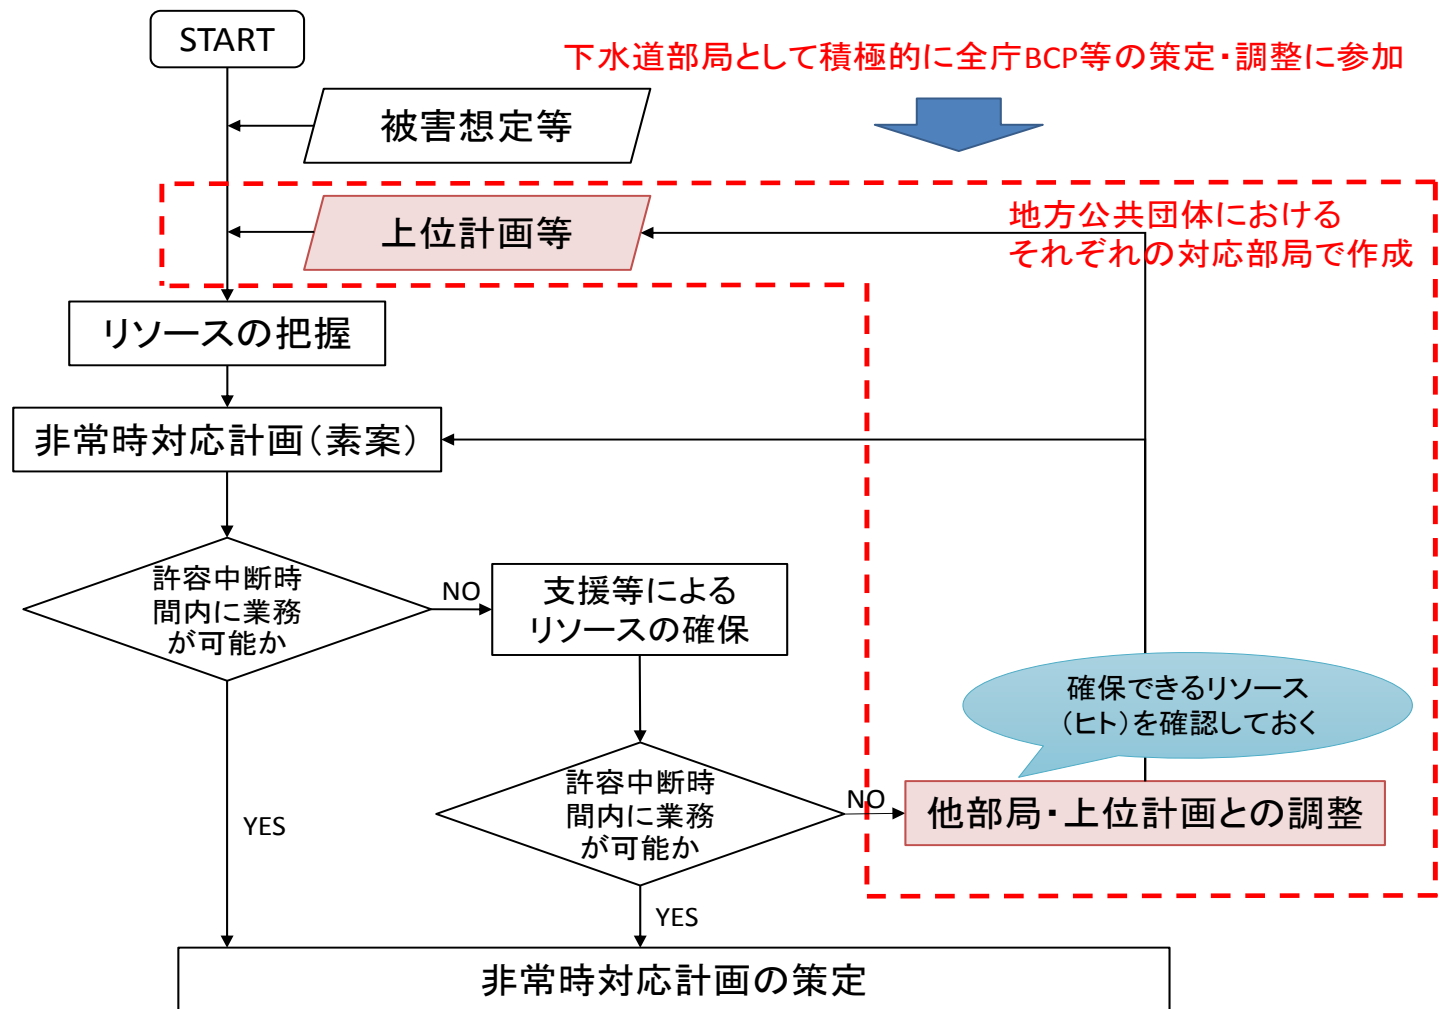 START
下水道部局として積極的に全庁BCP等の策定・調整に参加
被害想定等
上位計画等
地方公共団体における
それぞれの対応部局で作成
リソースの把握
非常時対応計画(素案)
許容中断時
間内に業務
が可能か
NO
支援等による
リソースの確保
確保できるリソース
(ヒト)を確認しておく
許容中断時
間内に業務
が可能か
NO
他部局・上位計画との調整
YES
YES
非常時対応計画の策定